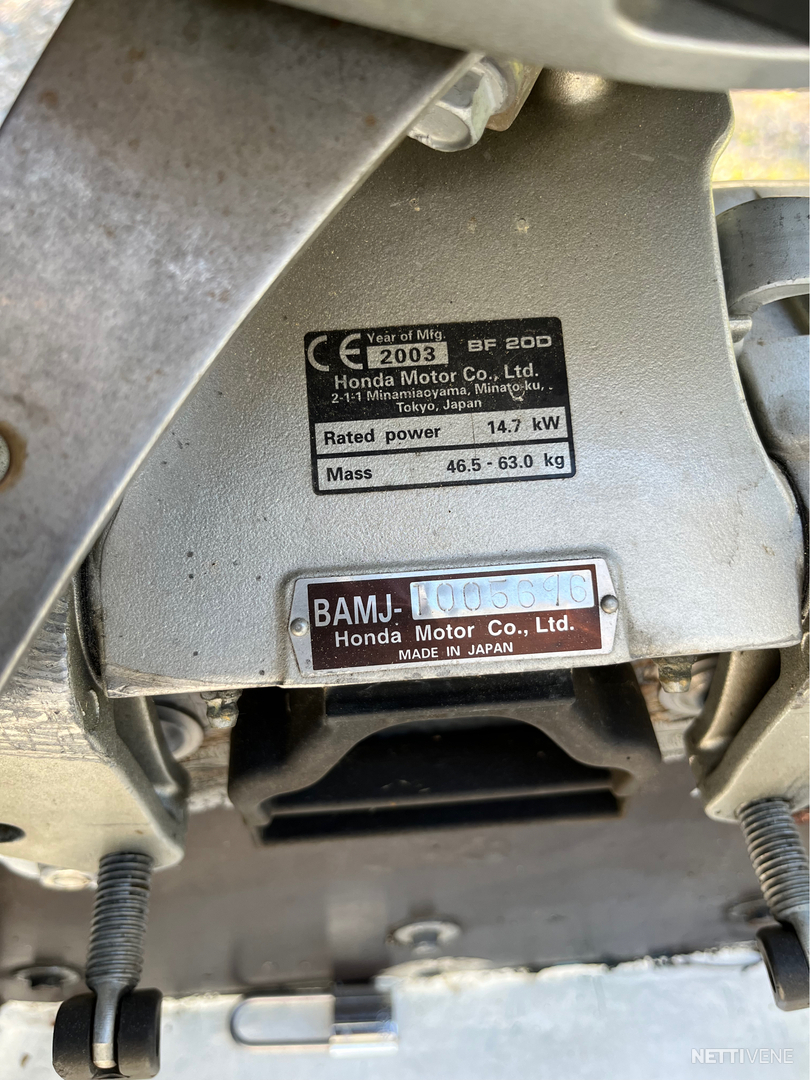 CE Year of Mfg. 2003 BF 20D
Honda Motor Co., Ltd.
2-1-1 Minamiaoyama, Minato-ku,
Tokyo, Japan
Rated power 14.7 kW
Mass 46.5 - 63.0 kg
BAMJ-1005696
Honda Motor Co., Ltd.
MADE IN JAPAN
NETTIVENE